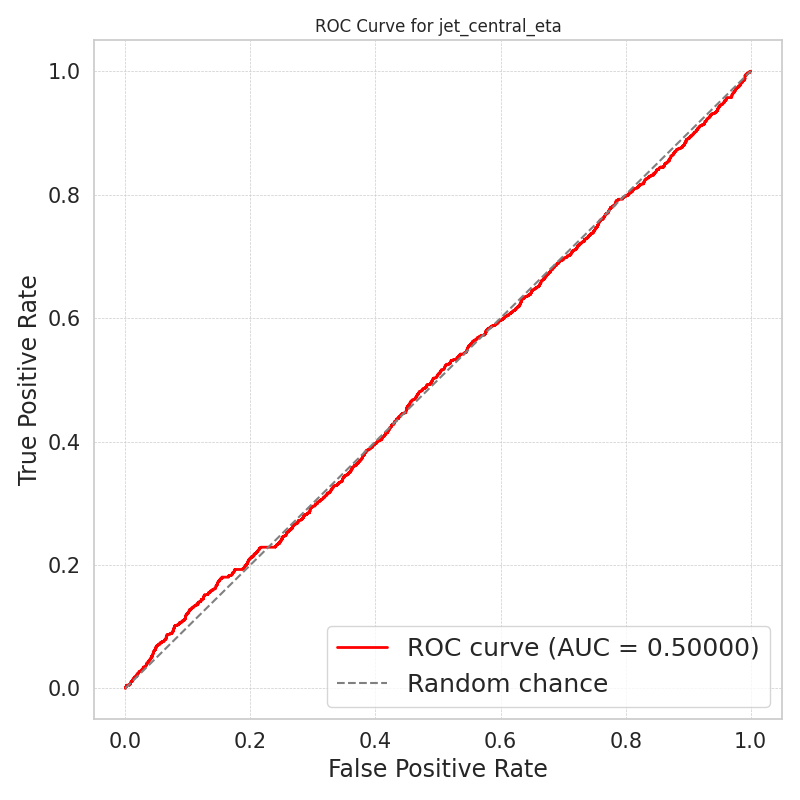 ROC Curve for jet_central_eta
True Positive Rate
1.0
0.8
0.6
0.4
0.2
0.0
ROC curve (AUC = 0.50000)
Random chance
0.0 0.2 0.4 0.6 0.8 1.0
False Positive Rate